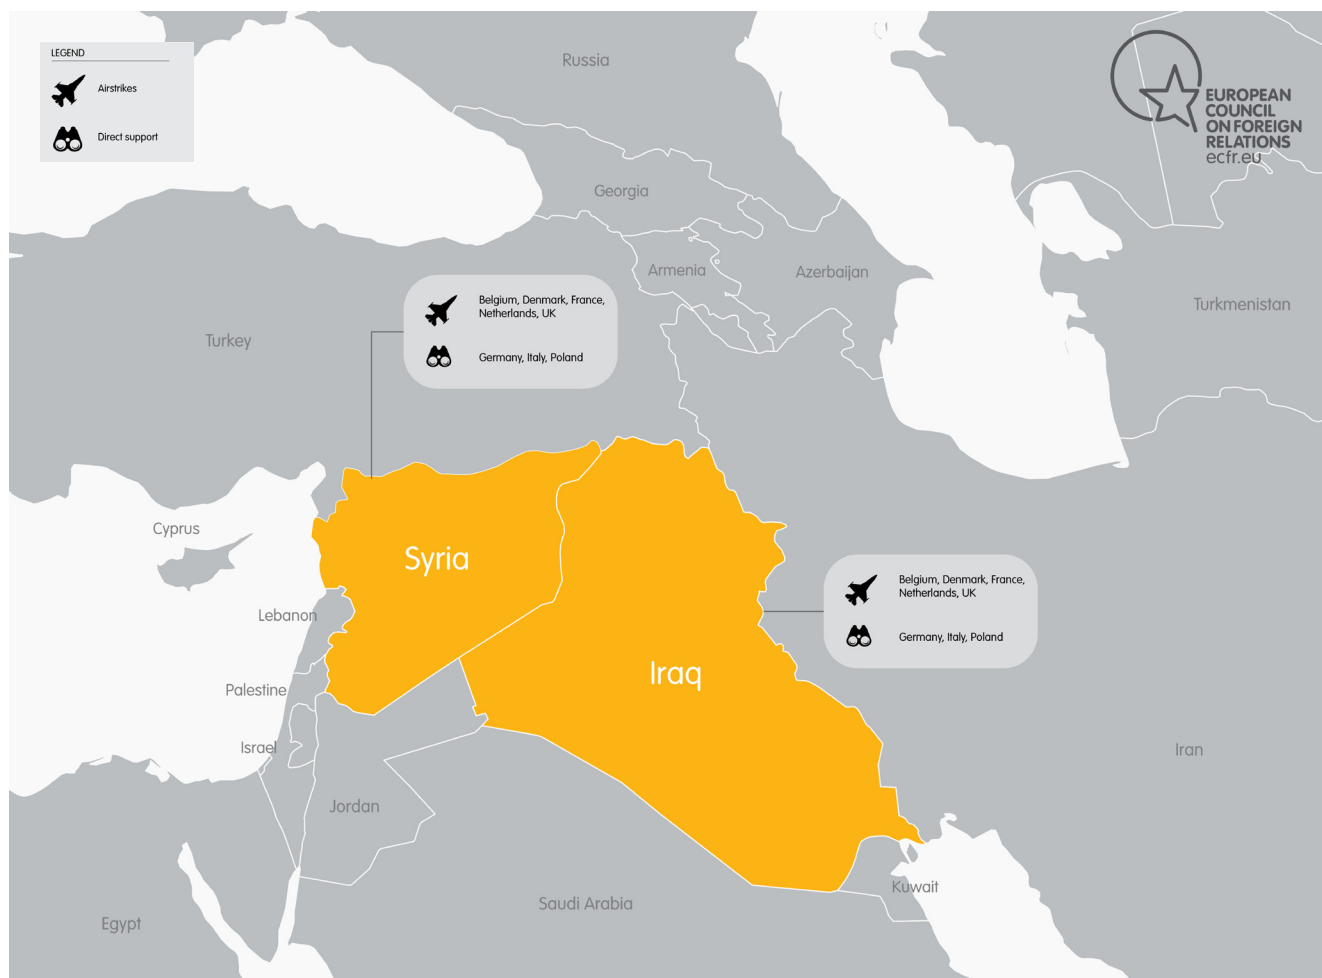 LEGEND
Airstrikes
Direct support
Russia
EUROPEAN
COUNCIL
ON FOREIGN
RELATIONS
ecfr.eu
Georgia
Armenia
Azerbaijan
Turkmenistan
Belgium, Denmark, France,
Netherlands, UK
Germany, Italy, Poland
Turkey
Cyprus
Syria
Lebanon
Belgium, Denmark, France,
Netherlands, UK
Germany, Italy, Poland
Iraq
Palestine
Israel
Iran
Jordan
Kuwait
Saudi Arabia
Egypt